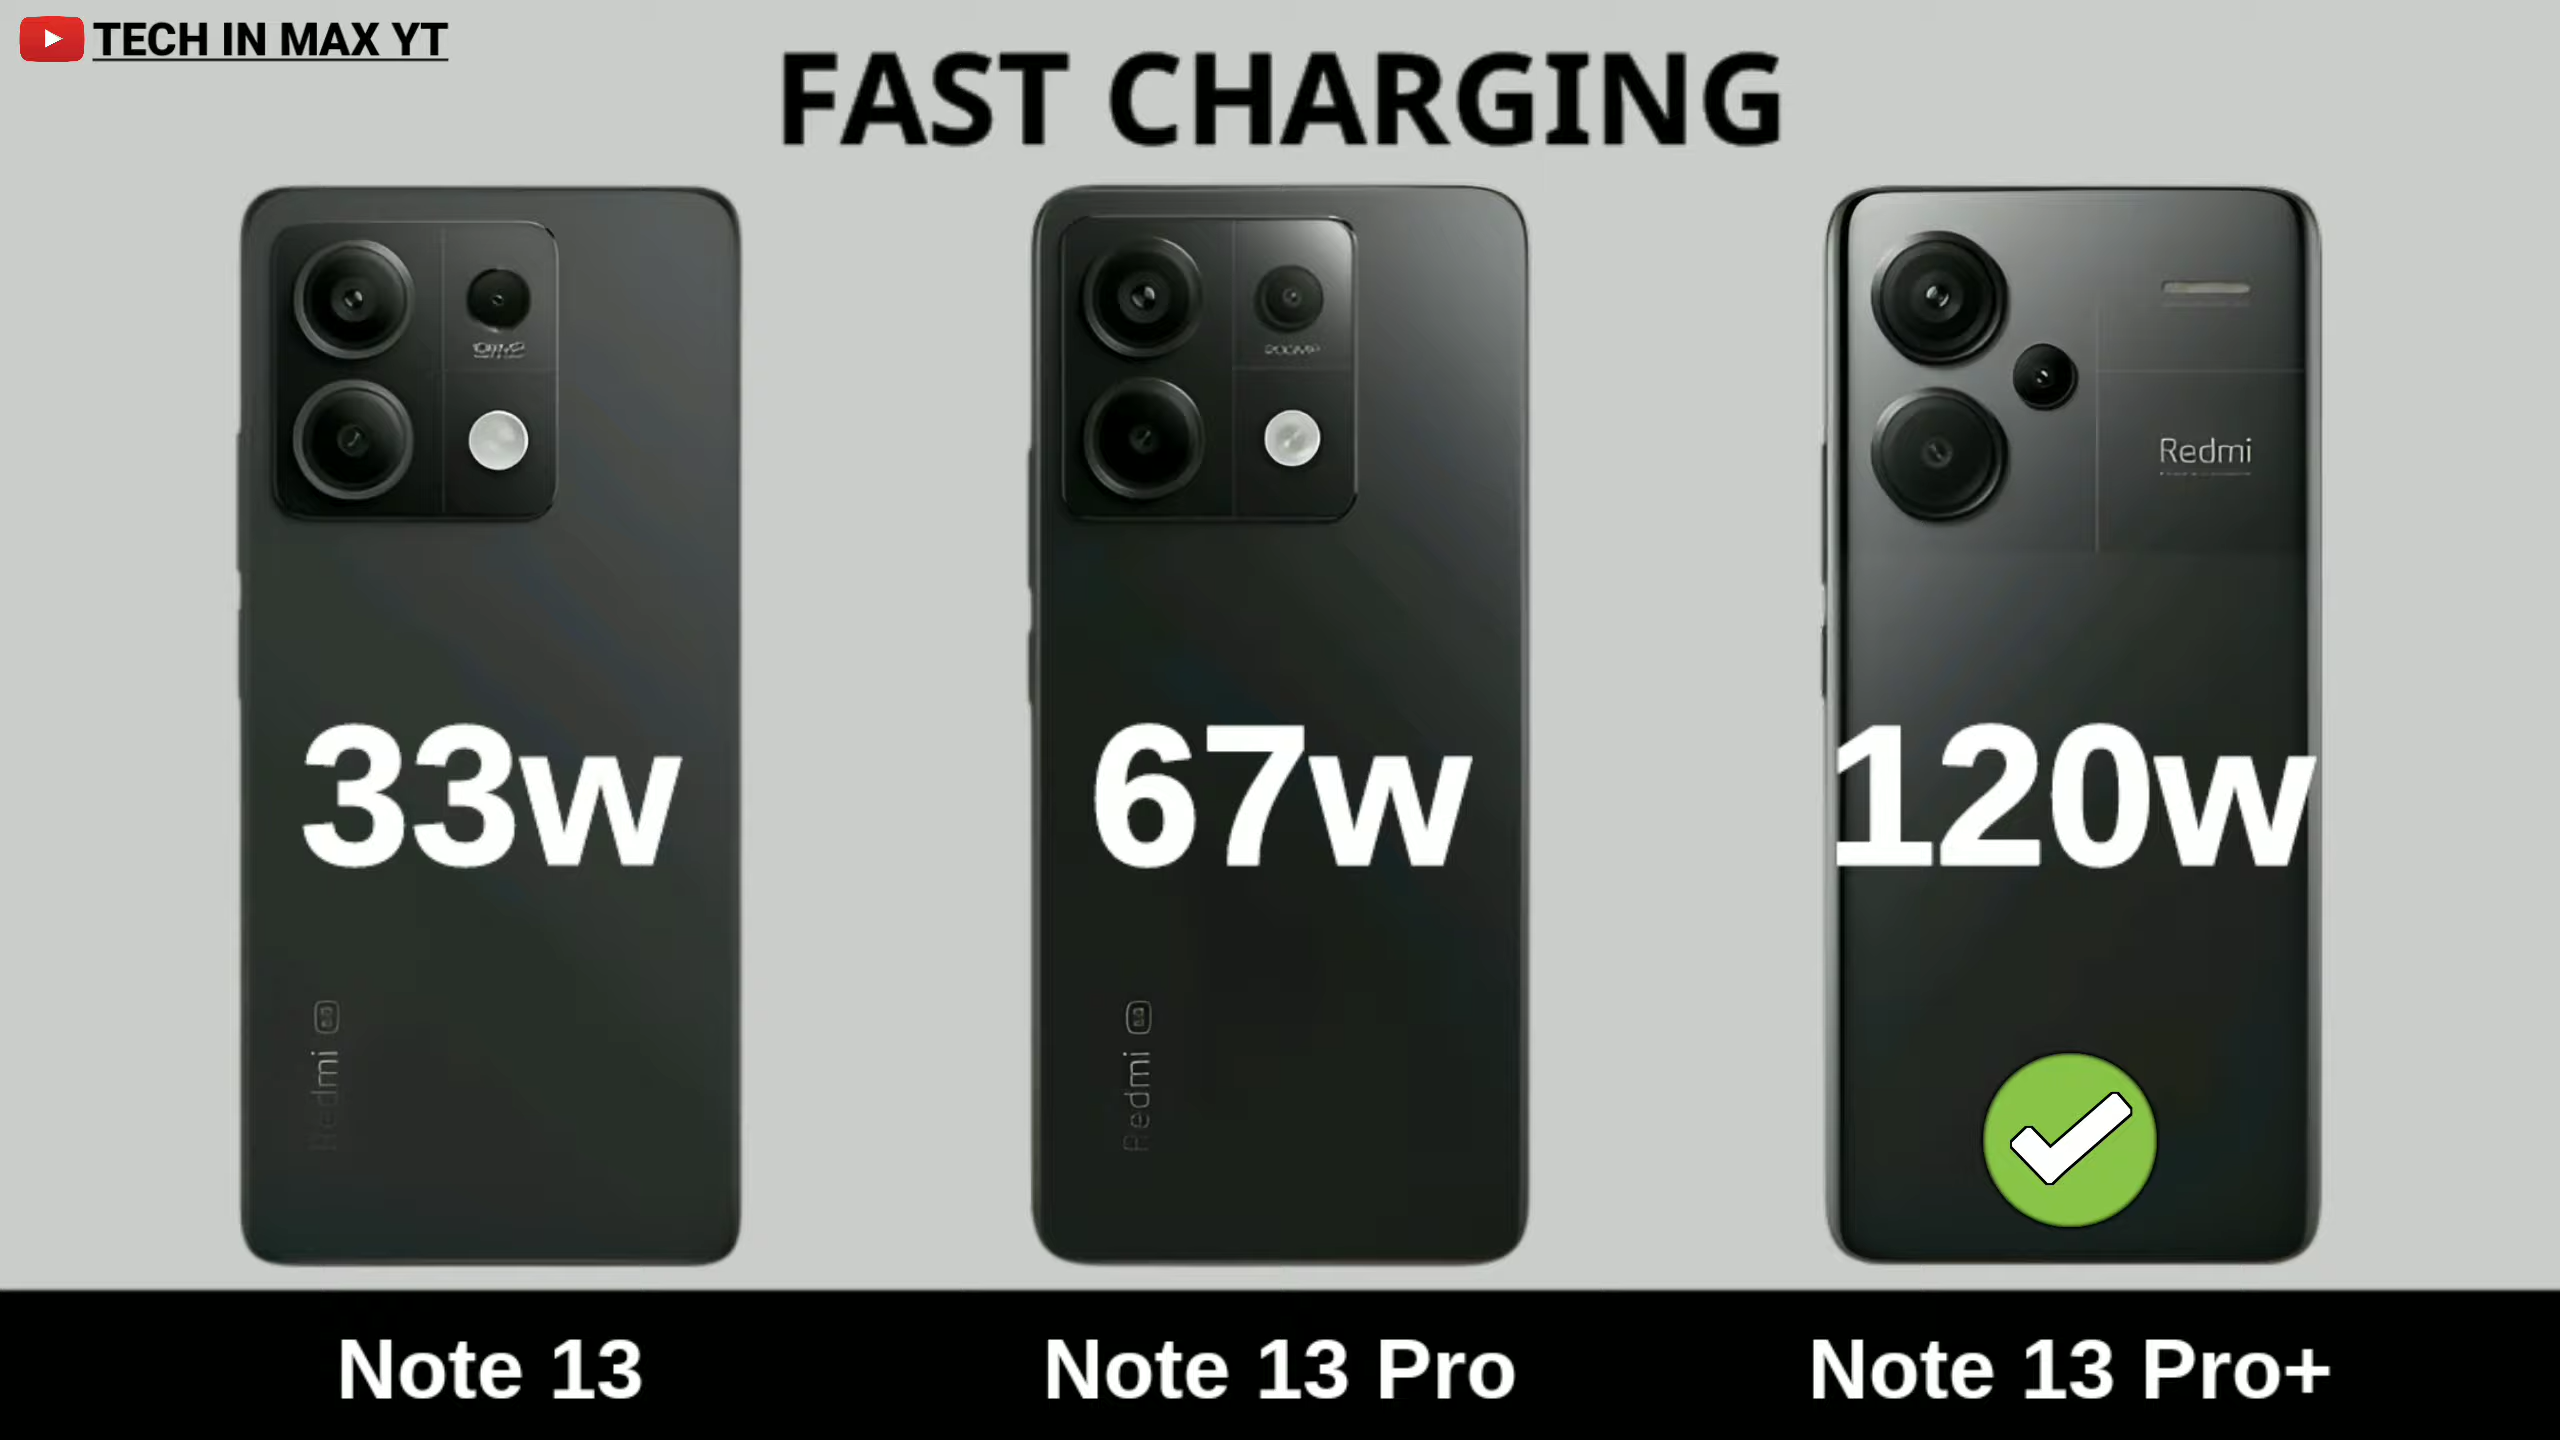 TECH IN MAX YT
FAST CHARGING
Redmi
33w
67w
120w
Redmi
Redmi
Note 13
Note 13 Pro
Note 13 Pro+